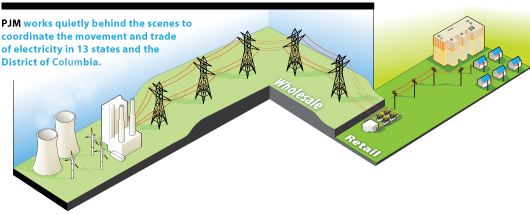 PJM works quietly behind the scenes to
coordinate the movement and trade
of electricity in 13 states and the
District of Columbia.
Wholesale
Retail